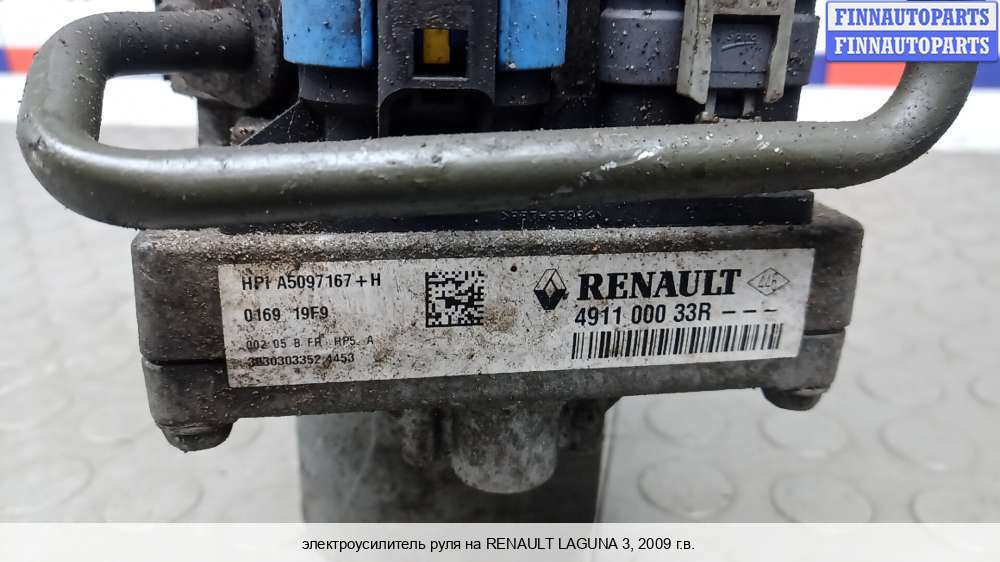 FINNAUTOPARTS
FINNAUTOPARTS
HPI A5097167+H
0169 19F9
002 05 B FR HP5 A
3830303352 4453
RENAULT
4911 000 33R ---
446
электроусилитель руля на RENAULT LAGUNA 3, 2009 г.в.